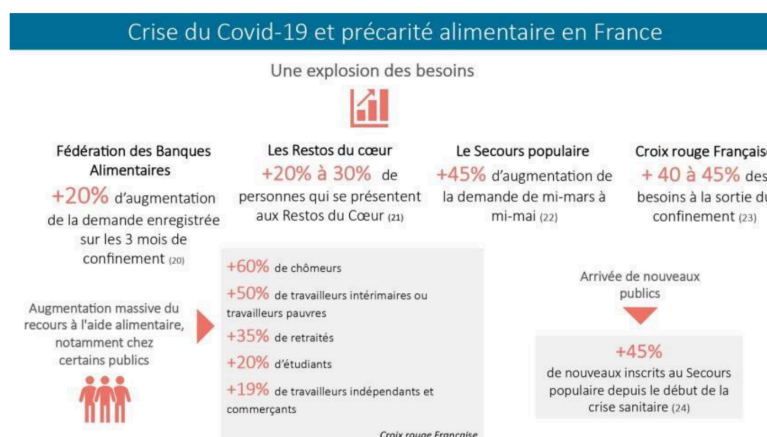 Crise du Covid-19 et précarité alimentaire en France
Une explosion des besoins
Fédération des Banques
Alimentaires
+20% d’augmentation
de la demande enregistrée
sur les 3 mois de
confinement (20)
Les Restos du cœur
+20% à 30% de
personnes qui se présentent
aux Restos du Cœur (21)
Le Secours populaire
+45% d’augmentation de
la demande de mi-mars à
mi-mai (22)
Croix rouge Française
+ 40 à 45% des
besoins à la sortie du
confinement (23)
Augmentation massive du
recours à l’aide alimentaire,
notamment chez
certains publics
+60% de chômeurs
+50% de travailleurs intérimaires ou
travailleurs pauvres
+35% de retraités
+20% d’étudiants
+19% de travailleurs indépendants et
commerçants
Croix rouge Française
Arrivée de nouveaux
publics
+45%
de nouveaux inscrits au Secours
populaire depuis le début de la
crise sanitaire (24)